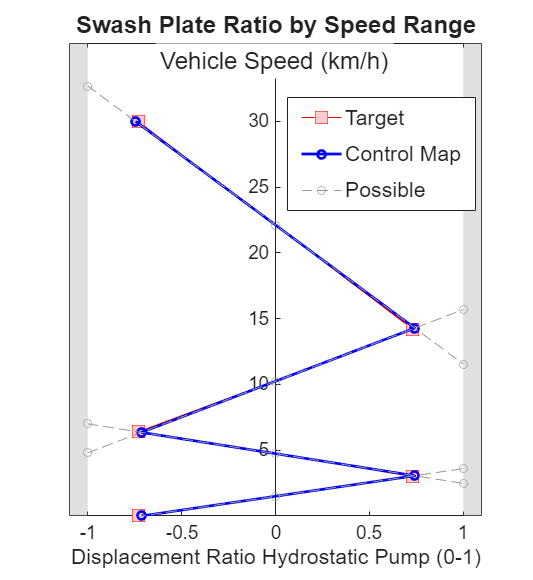 Swash Plate Ratio by Speed Range
Vehicle Speed (km/h)
Target
Control Map
Possible
30
25
20
15
10
5
-1 -0.5 0 0.5 1
Displacement Ratio Hydrostatic Pump (0-1)